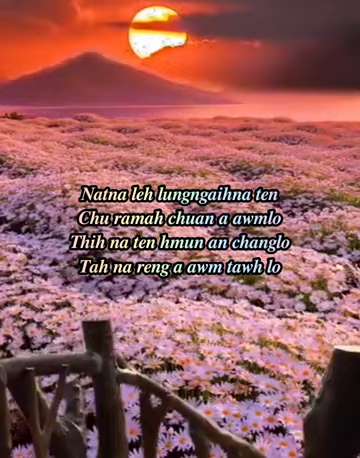 Natna leh lungngaihna ten
Chu ramah chuan a awmlo
Thih na ten hmun an changlo
Tah na reng a awm tawh lo